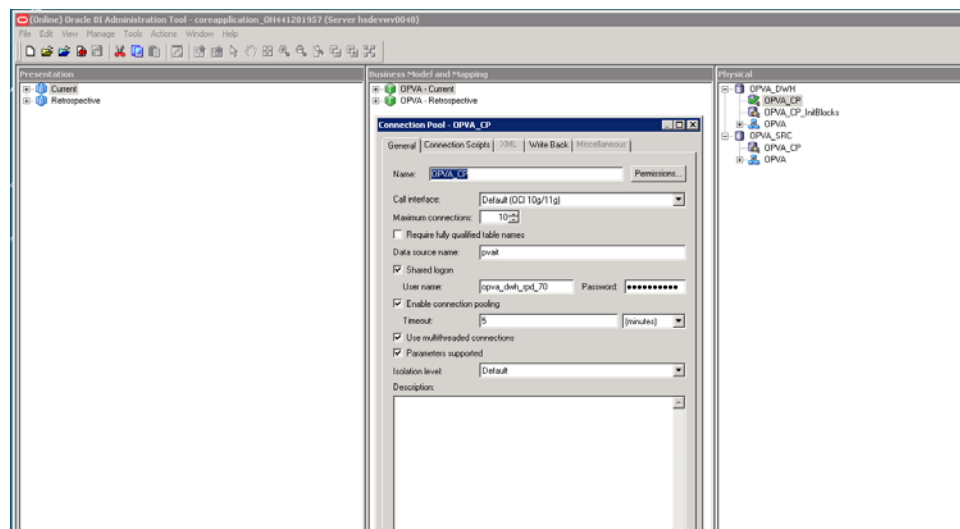 (Online) Oracle BI Administration Tool - coreapplication_OH441201957 (Server hsdevwv0040)
File Edit View Manage Tools Actions Window Help
Presentation
Current
Retrospective
Business Model and Mapping
OPVA - Current
OPVA - Retrospective
Connection Pool - OPVA_CP
General Connection Scripts XML Write Back Miscellaneous
Name: OPVA_CP Permissions...
Call interface: Default (OCI 10g/11g)
Maximum connections: 10
Require fully qualified table names
Data source name: pvait
Shared logon
User name: opva_dwh_rpd_70 Password: ●●●●●●●●●●
Enable connection pooling
Timeout: 5 (minutes)
Use multithreaded connections
Parameters supported
Isolation level: Default
Description:
Physical
OPVA_DWH
OPVA_CP
OPVA_CP_InitBlocks
OPVA
OPVA_SRC
OPVA_CP
OPVA